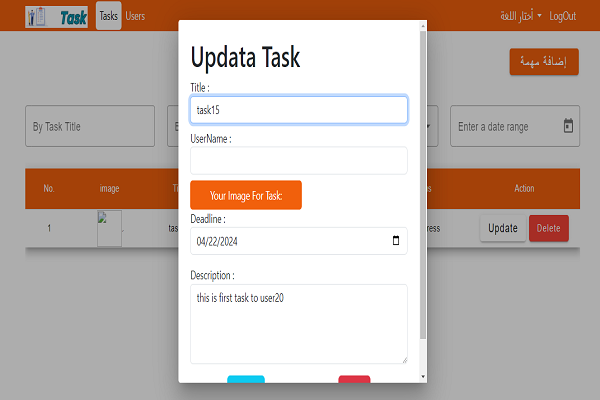 Task
Tasks
Users
أختار اللغة
LogOut
إضافة مهمة
By Task Title
Enter a date range
No.
image
Action
1
Update
Delete
Updata Task
Title :
task15
UserName :
Your Image For Task:
Deadline :
04/22/2024
Description :
this is first task to user20